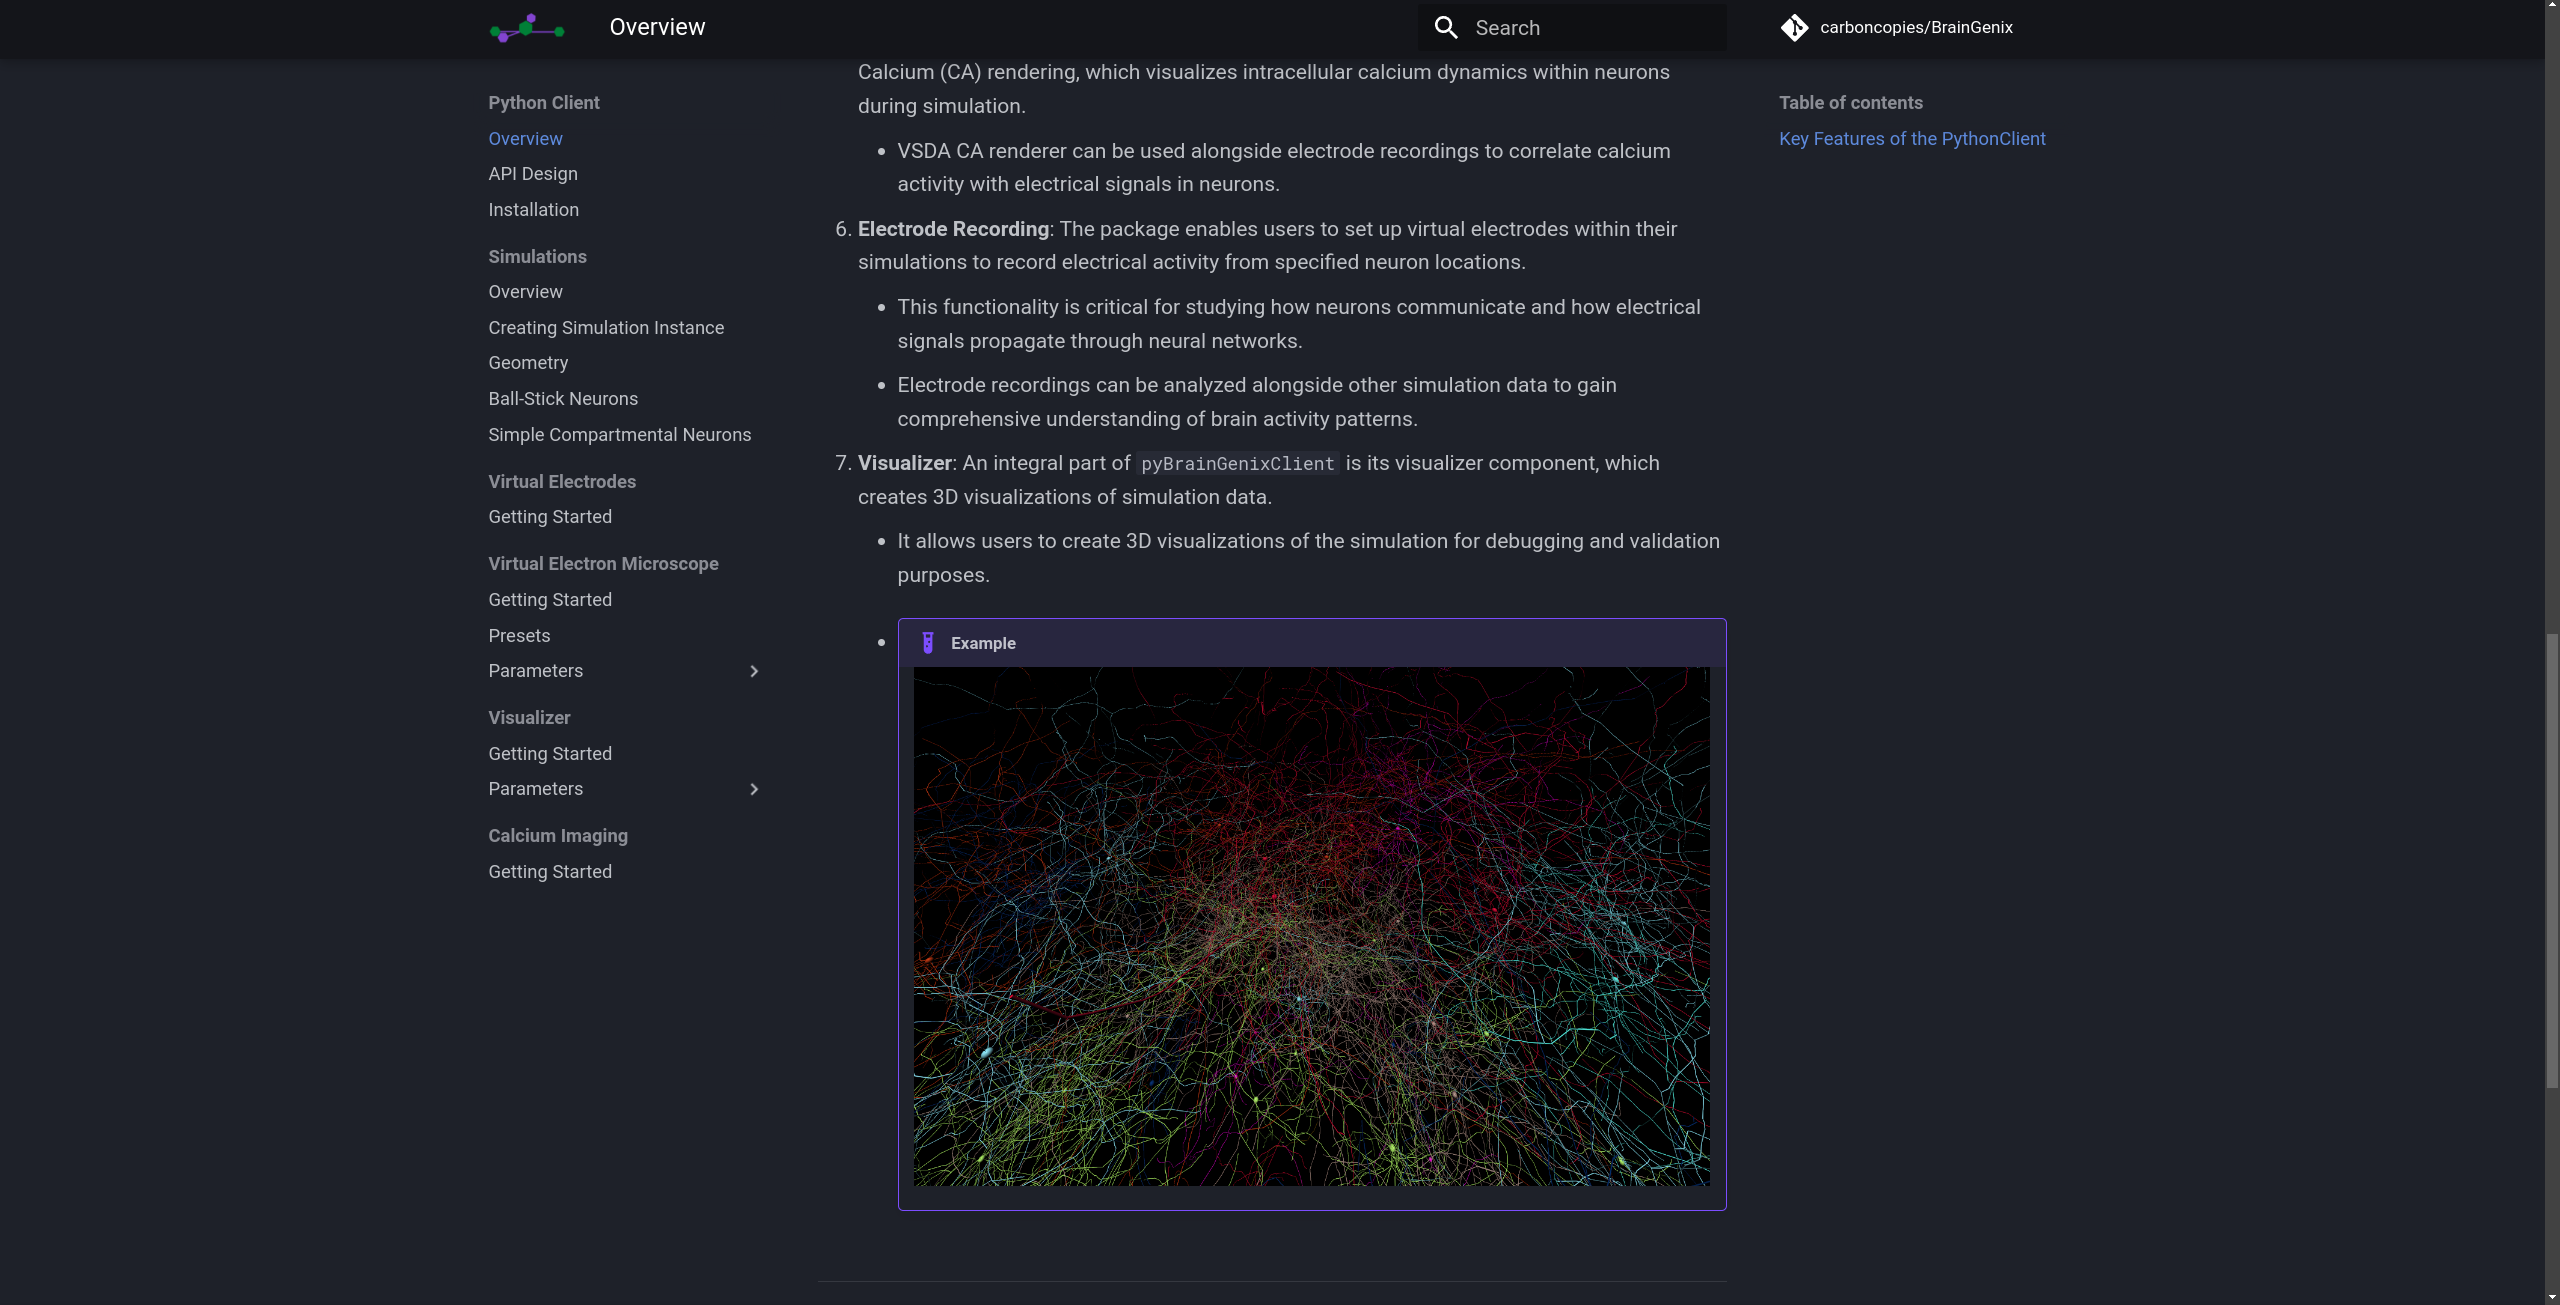 Overview
Search
carboncopies/BrainGenix
Python Client
Overview
API Design
Installation
Simulations
Overview
Creating Simulation Instance
Geometry
Ball-Stick Neurons
Simple Compartmental Neurons
Virtual Electrodes
Getting Started
Virtual Electron Microscope
Getting Started
Presets
Parameters
Visualizer
Getting Started
Parameters
Calcium Imaging
Getting Started
Calcium (CA) rendering, which visualizes intracellular calcium dynamics within neurons
during simulation.
• VSDA CA renderer can be used alongside electrode recordings to correlate calcium
activity with electrical signals in neurons.
6. Electrode Recording: The package enables users to set up virtual electrodes within their
simulations to record electrical activity from specified neuron locations.
• This functionality is critical for studying how neurons communicate and how electrical
signals propagate through neural networks.
• Electrode recordings can be analyzed alongside other simulation data to gain
comprehensive understanding of brain activity patterns.
7. Visualizer: An integral part of pyBrainGenixClient is its visualizer component, which
creates 3D visualizations of simulation data.
• It allows users to create 3D visualizations of the simulation for debugging and validation
purposes.
• Example
Table of contents
Key Features of the PythonClient